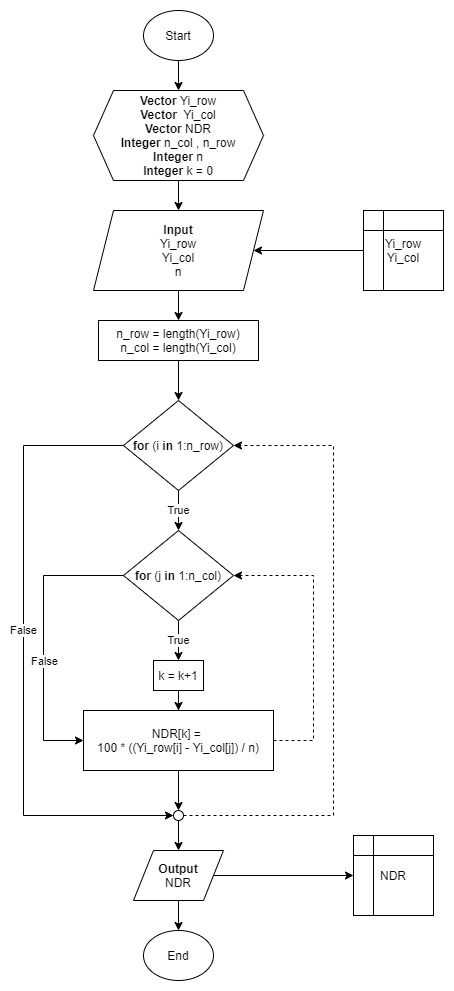 Start
Vector Yi_row
Vector Yi_col
Vector NDR
Integer n_col , n_row
Integer n
Integer k = 0
Input
Yi_row
Yi_col
n
Yi_row
Yi_col
n_row = length(Yi_row)
n_col = length(Yi_col)
for (i in 1:n_row)
True
for (j in 1:n_col)
False
True
False
k = k+1
NDR[k] =
100 * ((Yi_row[i] - Yi_col[j]) / n)
Output
NDR
NDR
End